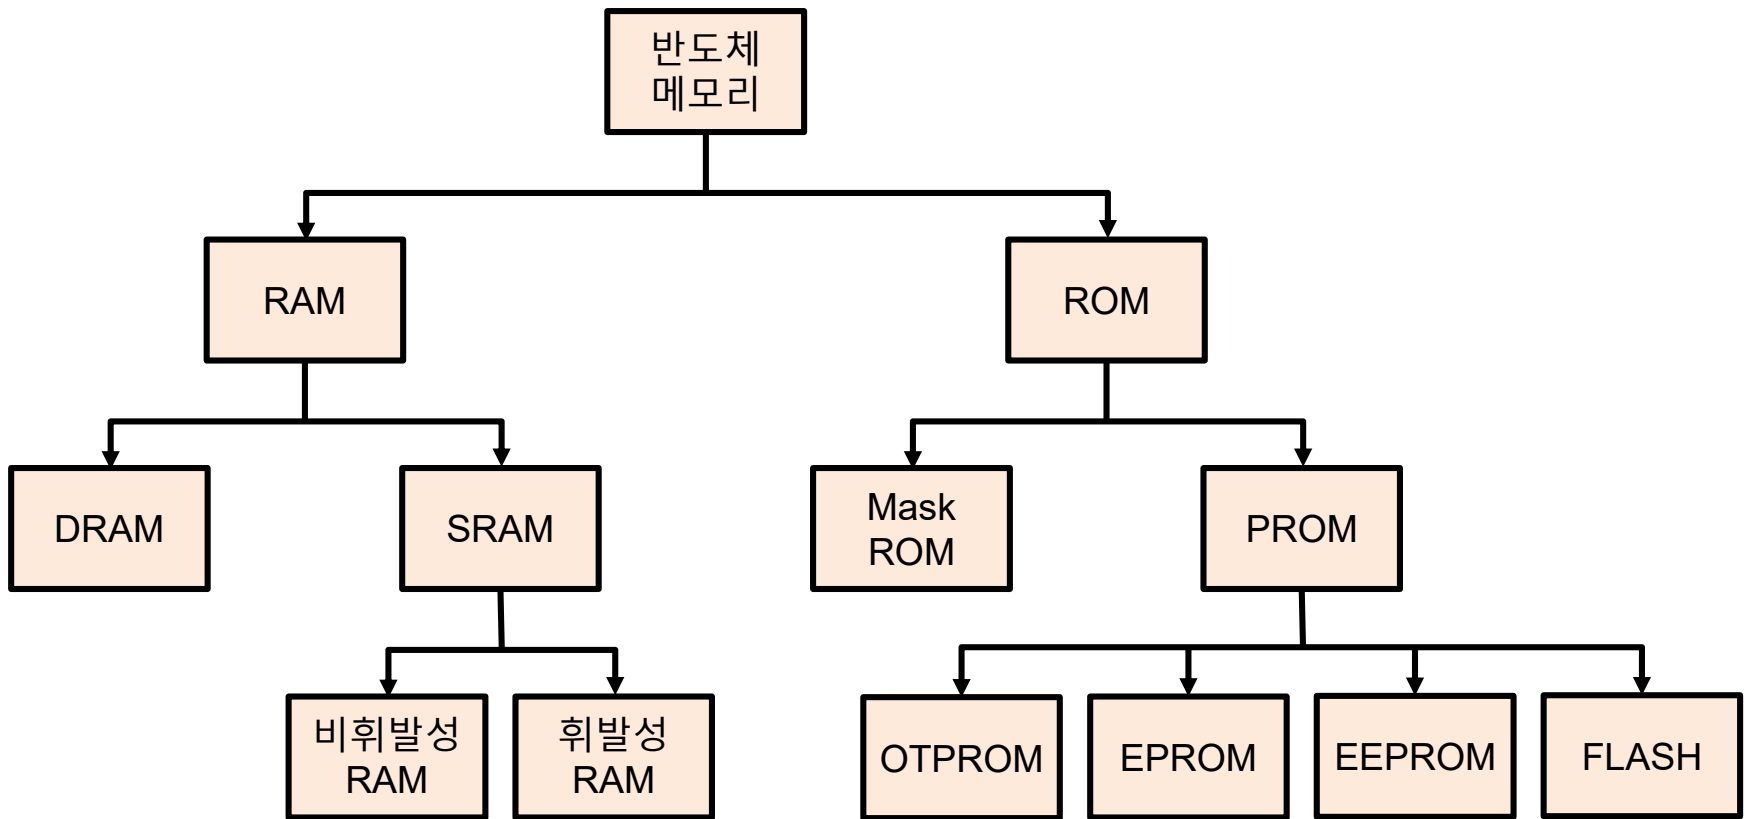 반도체
메모리
RAM
ROM
DRAM
SRAM
Mask
ROM
PROM
비휘발성
RAM
휘발성
RAM
OTPROM
EPROM
EEPROM
FLASH